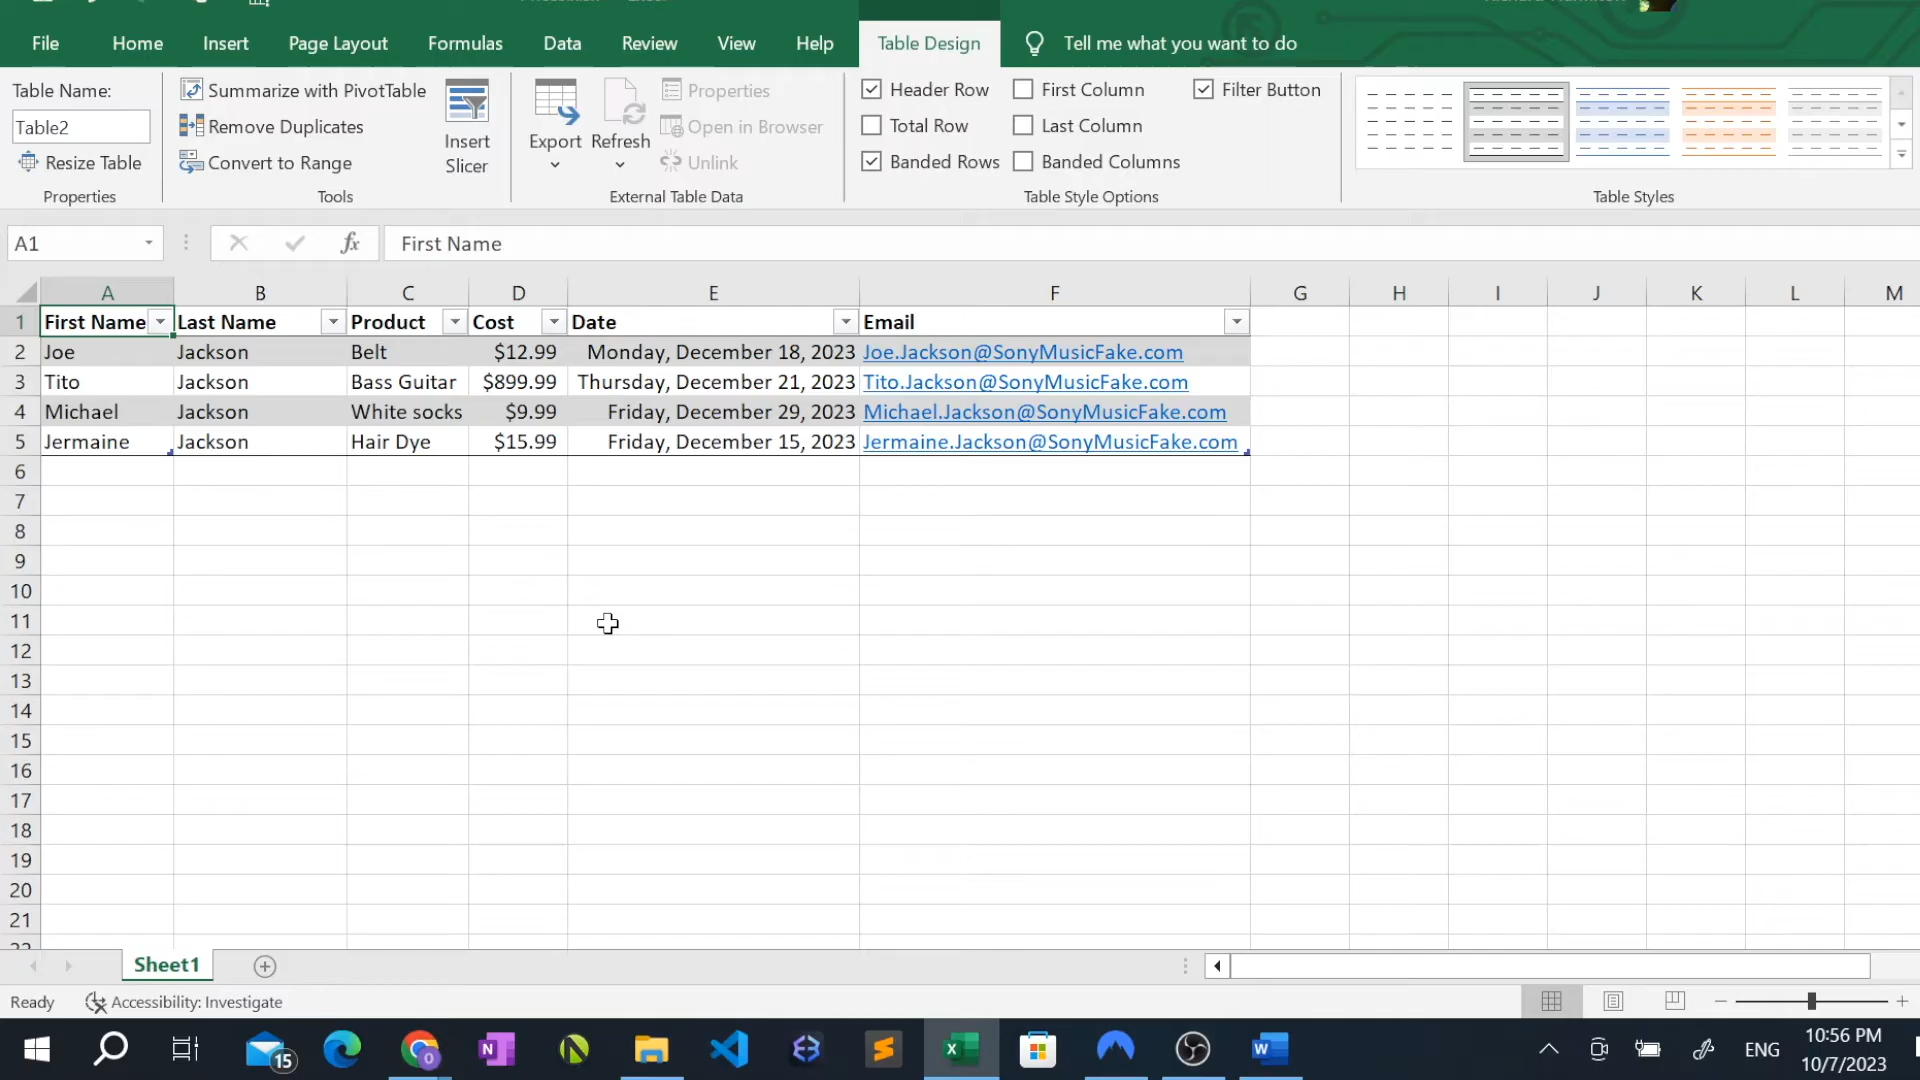 File Home Insert Page Layout Formulas Data Review View Help Table Design Tell me what you want to do
Table Name:
Table2
Resize Table
Properties
Summarize with PivotTable
Remove Duplicates
Convert to Range
Insert
Slicer
Tools
Export
Refresh
Properties
Open in Browser
Unlink
External Table Data
Header Row First Column Filter Button
Total Row Last Column
Banded Rows Banded Columns
Table Style Options
Table Styles
A1 fx First Name
A B C D E F G H I J K L M
1 First Name Last Name Product Cost Date Email
2 Joe Jackson Belt $12.99 Monday, December 18, 2023 Joe.Jackson@SonyMusicFake.com
3 Tito Jackson Bass Guitar $899.99 Thursday, December 21, 2023 Tito.Jackson@SonyMusicFake.com
4 Michael Jackson White socks $9.99 Friday, December 29, 2023 Michael.Jackson@SonyMusicFake.com
5 Jermaine Jackson Hair Dye $15.99 Friday, December 15, 2023 Jermaine.Jackson@SonyMusicFake.com
6
7
8
9
10
11
12
13
14
15
16
17
18
19
20
21
Sheet1
Ready Accessibility: Investigate
15 N W ENG 10:56 PM
10/7/2023